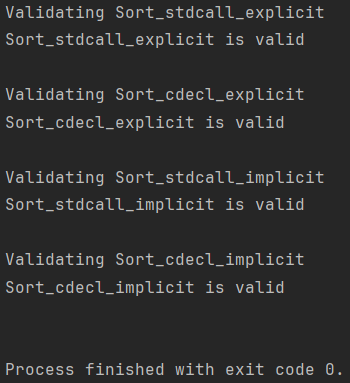 Validating Sort_stdcall_explicit
Sort_stdcall_explicit is valid
Validating Sort_cdecl_explicit
Sort_cdecl_explicit is valid
Validating Sort_stdcall_implicit
Sort_stdcall_implicit is valid
Validating Sort_cdecl_implicit
Sort_cdecl_implicit is valid
Process finished with exit code 0.